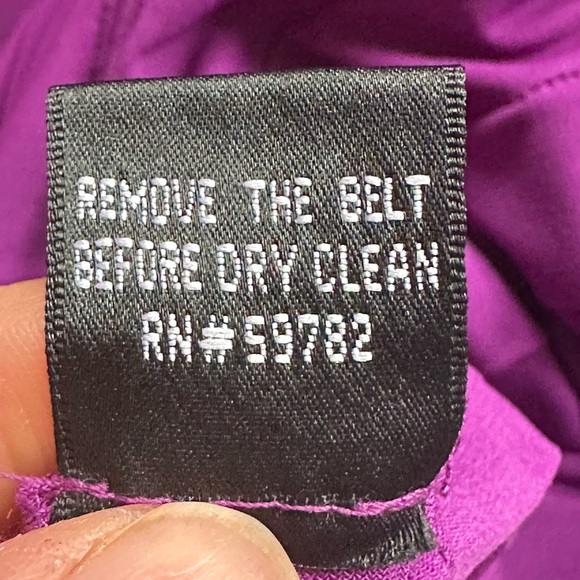 REMOVE THE BELT
BEFORE DRY CLEAN
RN#59782